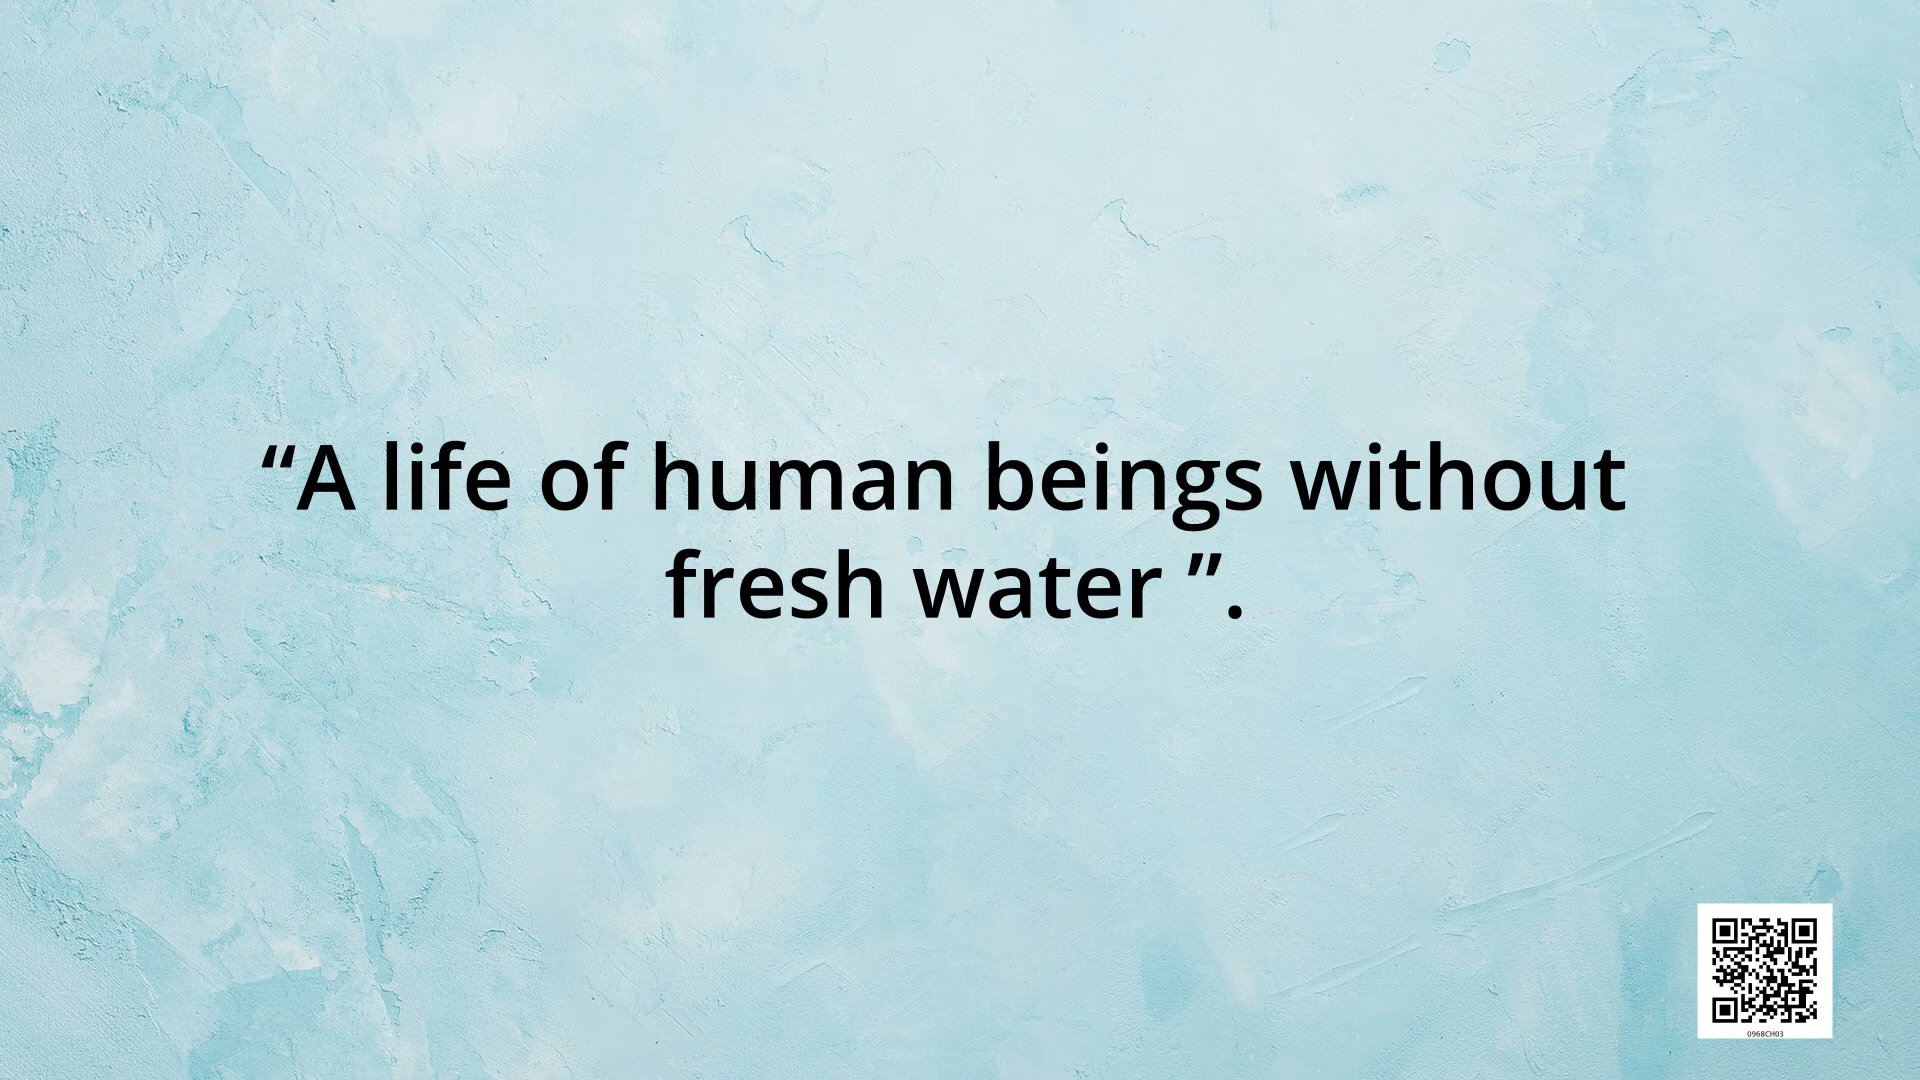 “A life of human beings without
fresh water ”.
0968CH03